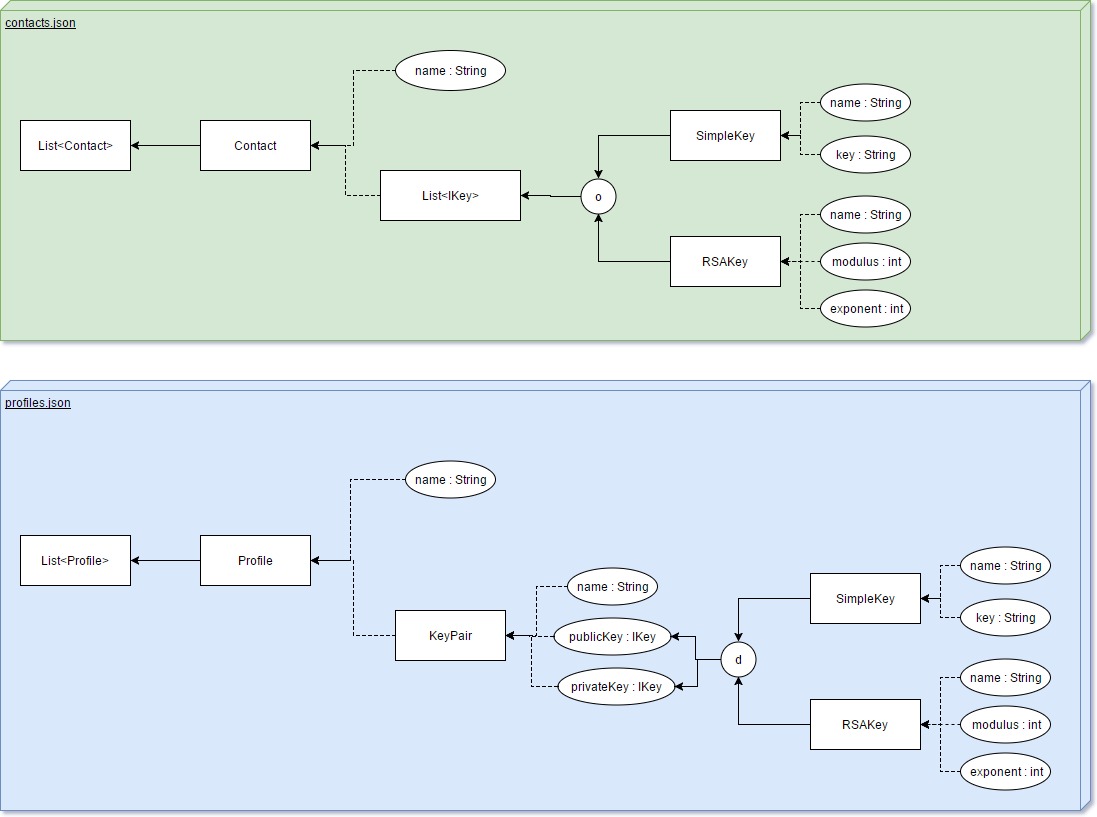 contacts.json
name : String
List<Contact>
Contact
List<IKey>
o
SimpleKey
name : String
key : String
RSAKey
name : String
modulus : int
exponent : int
profiles.json
name : String
List<Profile>
Profile
KeyPair
name : String
publicKey : IKey
privateKey : IKey
d
SimpleKey
name : String
key : String
RSAKey
name : String
modulus : int
exponent : int